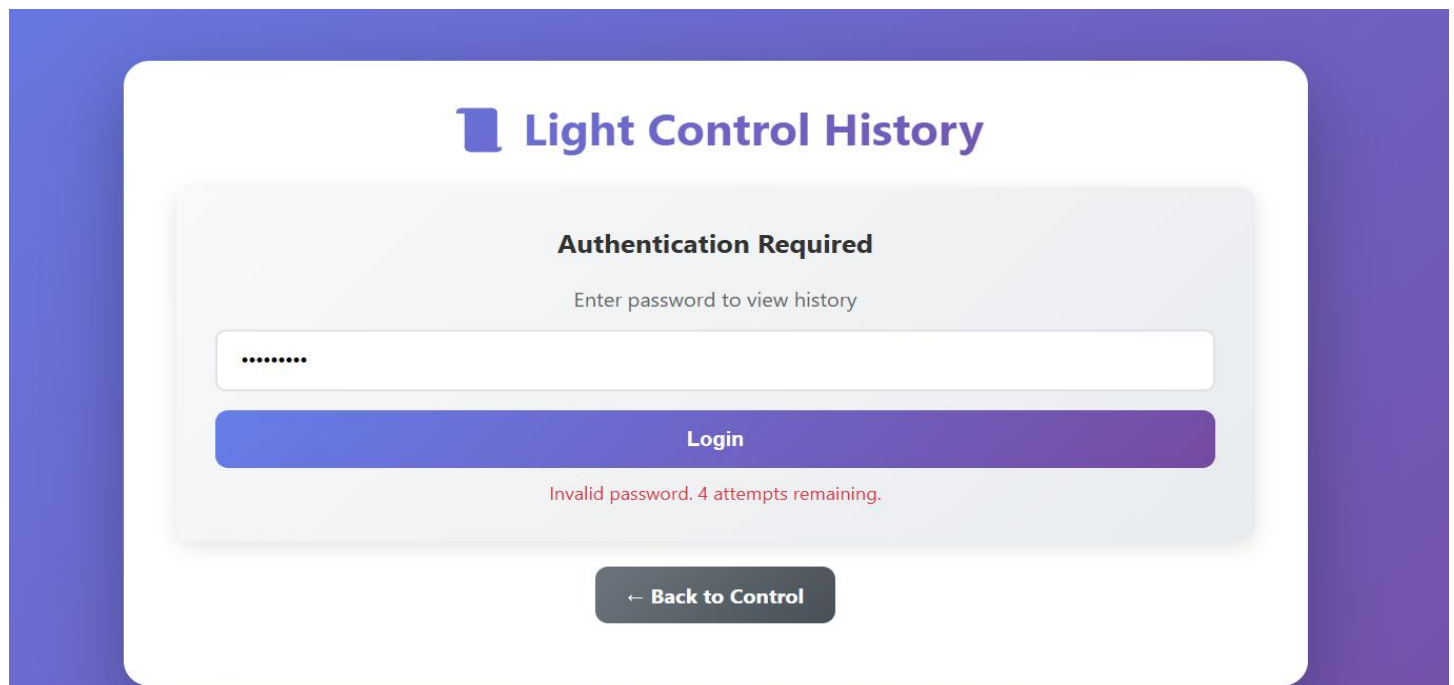 Light Control History
Authentication Required
Enter password to view history
•••••••••
Login
Invalid password. 4 attempts remaining.
← Back to Control